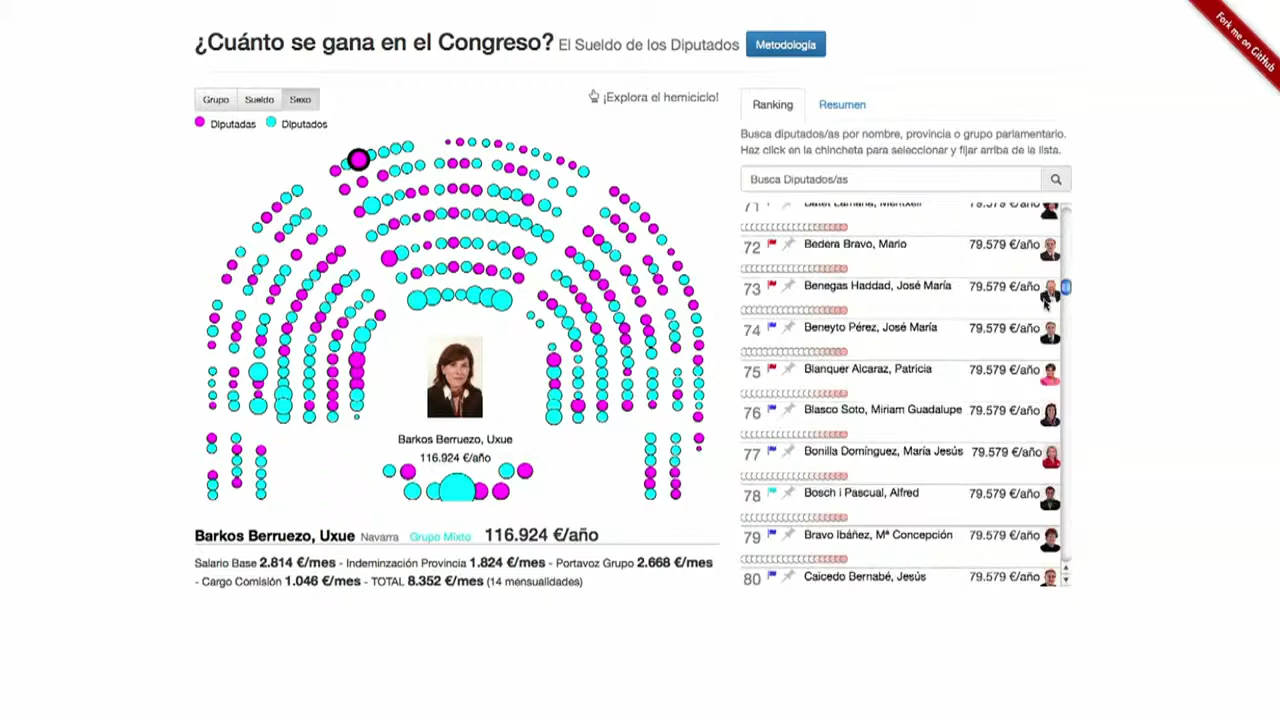 ¿Cuánto se gana en el Congreso? El Sueldo de los Diputados Metodología
Fork me on GitHub
Grupo Sueldo Sexo
¡Explora el hemiciclo!
Diputadas Diputados
Ranking Resumen
Busca diputados/as por nombre, provincia o grupo parlamentario.
Haz click en la chincheta para seleccionar y fijar arriba de la lista.
Busca Diputados/as
71 79.579 €/año
72 Bedera Bravo, Mario 79.579 €/año
73 Benegas Haddad, José María 79.579 €/año
74 Beneyto Pérez, José María 79.579 €/año
75 Blanquer Alcaraz, Patricia 79.579 €/año
76 Blasco Soto, Miriam Guadalupe 79.579 €/año
77 Bonilla Domínguez, María Jesús 79.579 €/año
78 Bosch i Pascual, Alfred 79.579 €/año
79 Bravo Ibáñez, Mª Concepción 79.579 €/año
80 Caicedo Bernabé, Jesús 79.579 €/año
Barkos Berruezo, Uxue
116.924 €/año
Barkos Berruezo, Uxue Navarra Grupo Mixto 116.924 €/año
Salario Base 2.814 €/mes - Indeminzación Provincia 1.824 €/mes - Portavoz Grupo 2.668 €/mes
- Cargo Comisión 1.046 €/mes - TOTAL 8.352 €/mes (14 mensualidades)